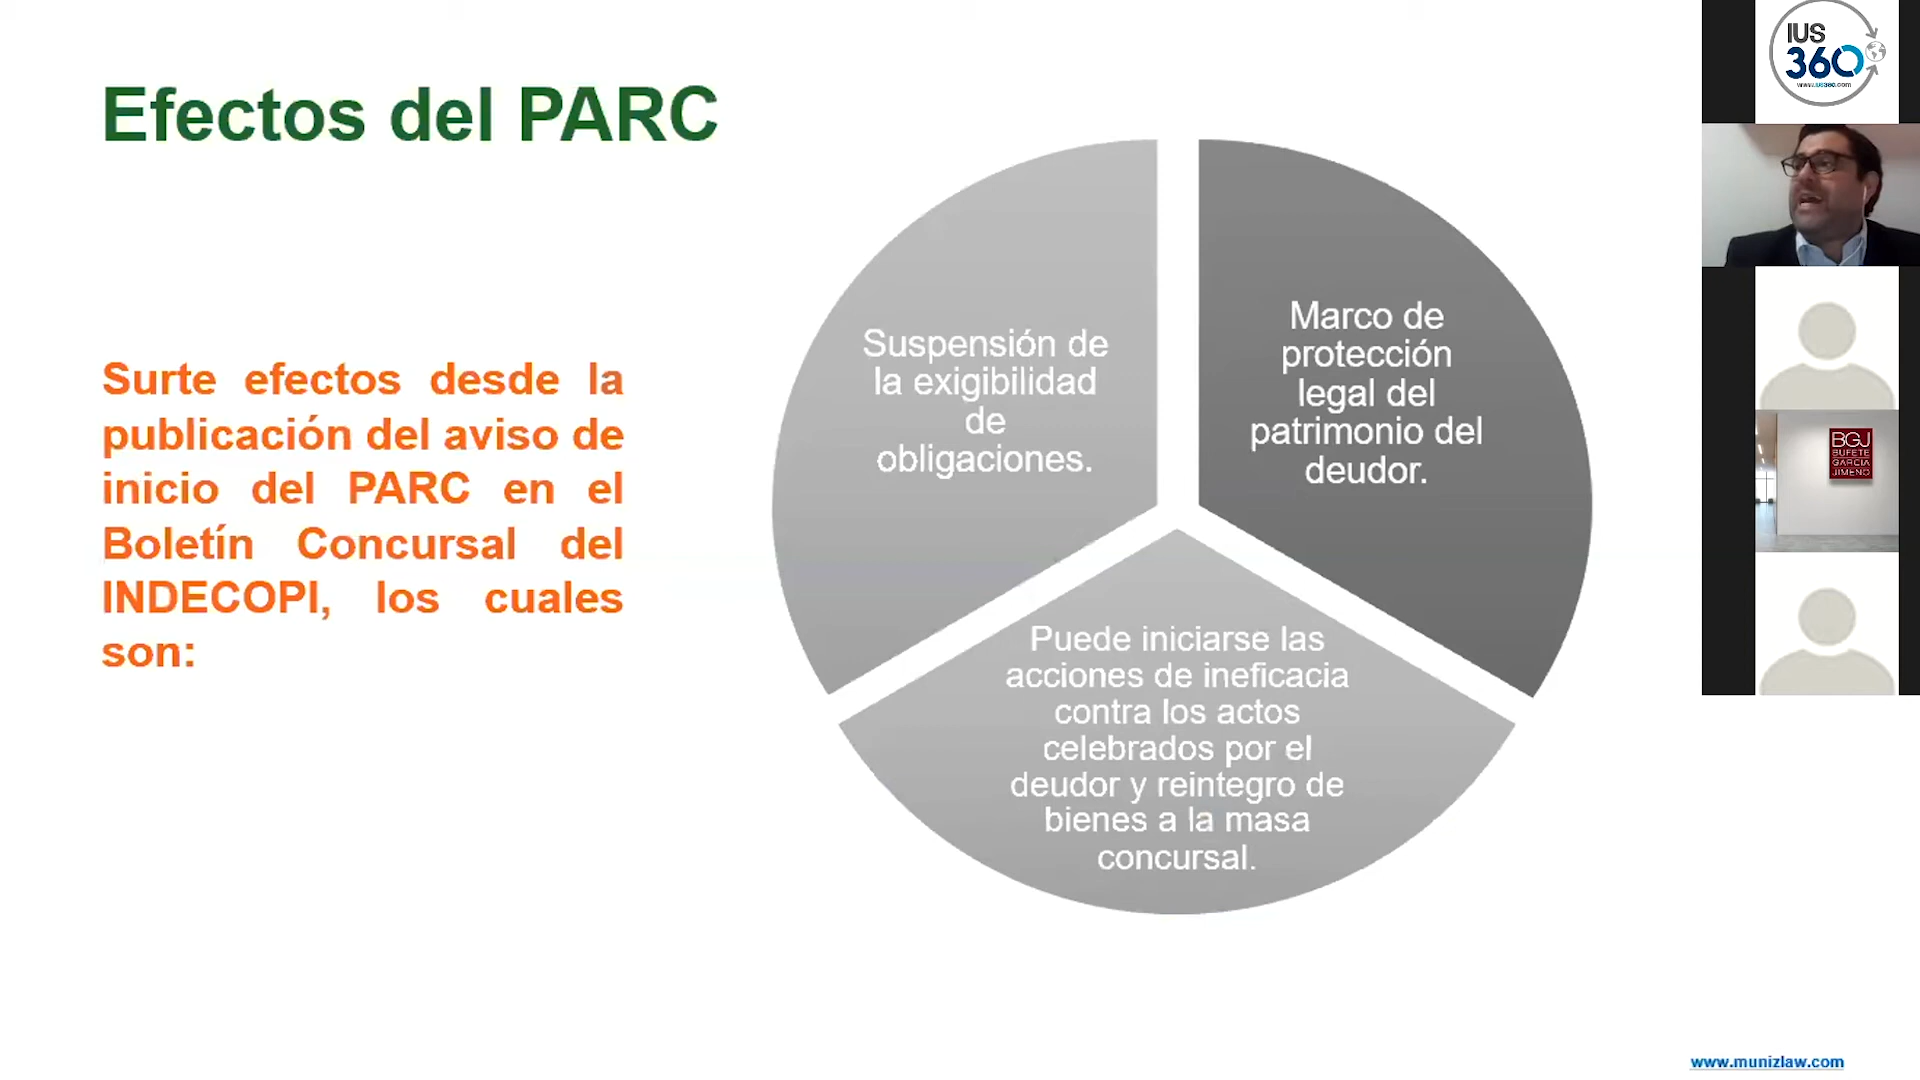 Efectos del PARC
Surte efectos desde la
publicación del aviso de
inicio del PARC en el
Boletín Concursal del
INDECOPI, los cuales
son:
Suspensión de
la exigibilidad
de
obligaciones.
Marco de
protección
legal del
patrimonio del
deudor.
Puede iniciarse las
acciones de ineficacia
contra los actos
celebrados por el
deudor y reintegro de
bienes a la masa
concursal.
IUS
360
www.ius360.com
BGJ
BUFETE
GARCIA
JIMENO
www.munizlaw.com